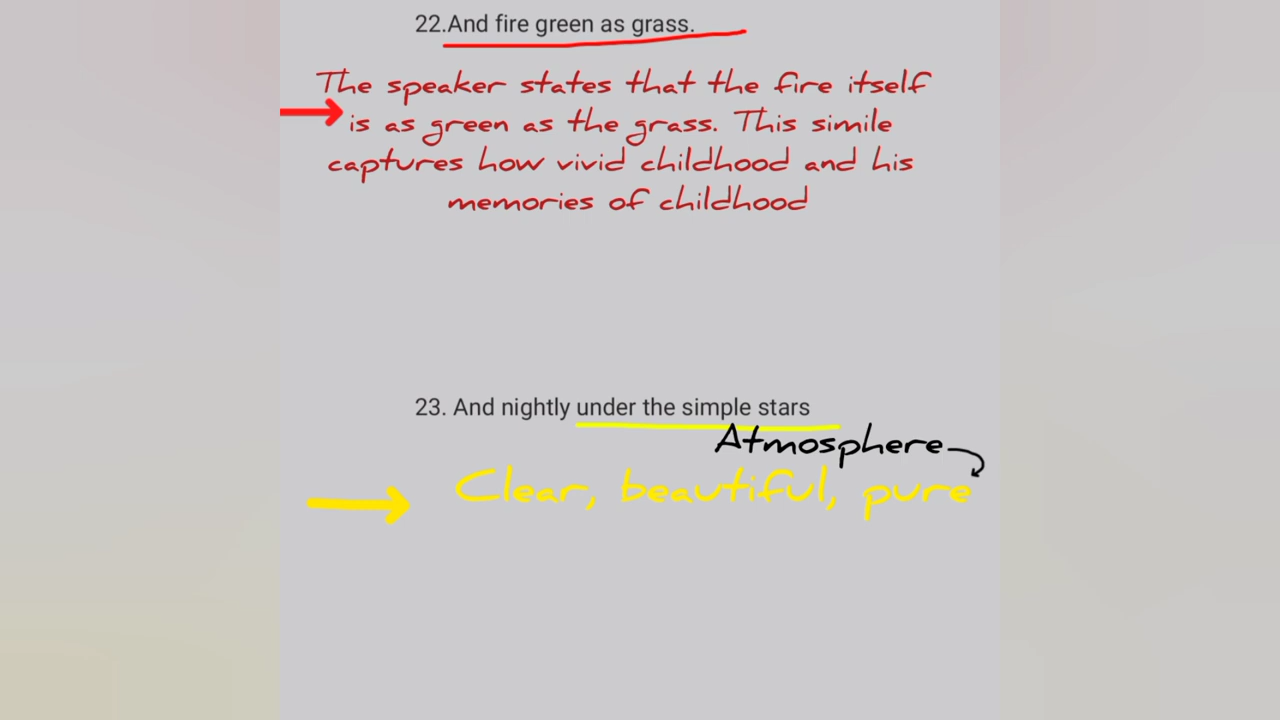 22.And fire green as grass.
The speaker states that the fire itself
is as green as the grass. This simile
captures how vivid childhood and his
memories of childhood
23. And nightly under the simple stars
Atmosphere
Clear, beautiful, pure